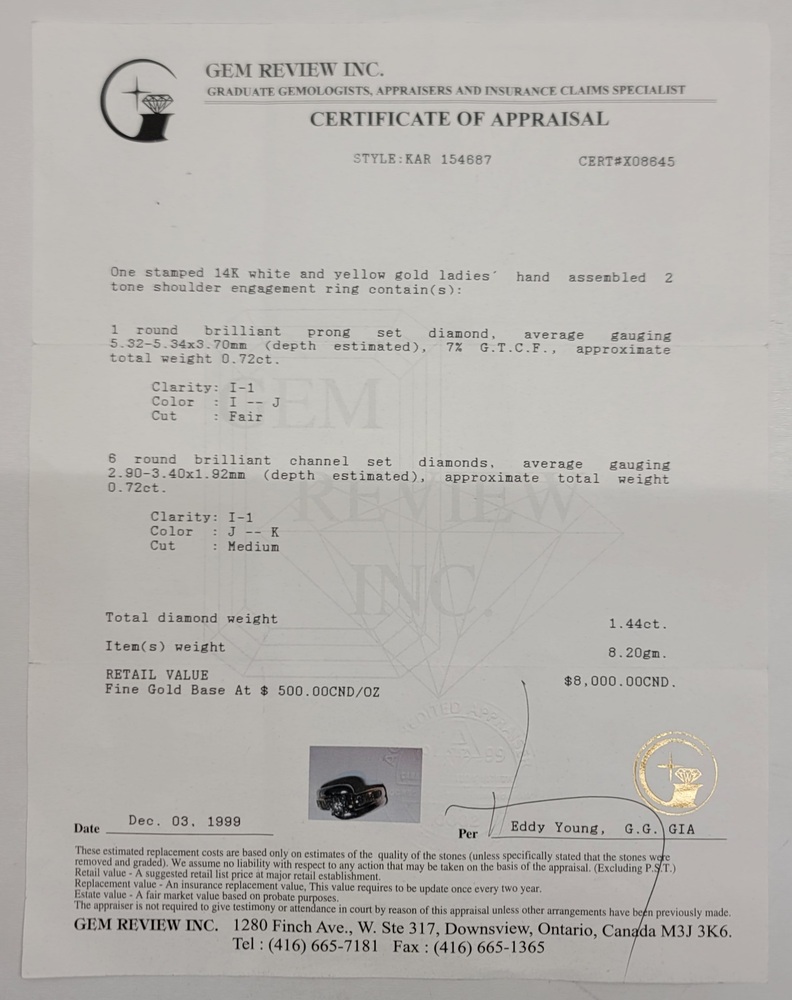 GEM REVIEW INC.
GRADUATE GEMOLOGISTS, APPRAISERS AND INSURANCE CLAIMS SPECIALIST
CERTIFICATE OF APPRAISAL
STYLE:KAR 154687 CERT#X08645
One stamped 14K white and yellow gold ladies' hand assembled 2
tone shoulder engagement ring contain(s):
1 round brilliant prong set diamond, average gauging
5.32-5.34x3.70mm (depth estimated), 7% G.T.C.F., approximate
total weight 0.72ct.
Clarity: I-1
Color : I -- J
Cut : Fair
6 round brilliant channel set diamonds, average gauging
2.90-3.40x1.92mm (depth estimated), approximate total weight
0.72ct.
Clarity: I-1
Color : J -- K
Cut : Medium
GEM
REVIEW
INC.
Total diamond weight 1.44ct.
Item(s) weight 8.20gm.
RETAIL VALUE $8,000.00CND.
Fine Gold Base At $ 500.00CND/OZ
Date Dec. 03, 1999
Per Eddy Young, G.G. GIA
These estimated replacement costs are based only on estimates of the quality of the stones (unless specifically stated that the stones were
removed and graded). We assume no liability with respect to any action that may be taken on the basis of the appraisal. (Excluding P.S.T.)
Retail value - A suggested retail list price at major retail establishment.
Replacement value - An insurance replacement value, This value requires to be update once every two year.
Estate value - A fair market value based on probate purposes.
The appraiser is not required to give testimony or attendance in court by reason of this appraisal unless other arrangements have been previously made.
GEM REVIEW INC. 1280 Finch Ave., W. Ste 317, Downsview, Ontario, Canada M3J 3K6.
Tel : (416) 665-7181 Fax : (416) 665-1365